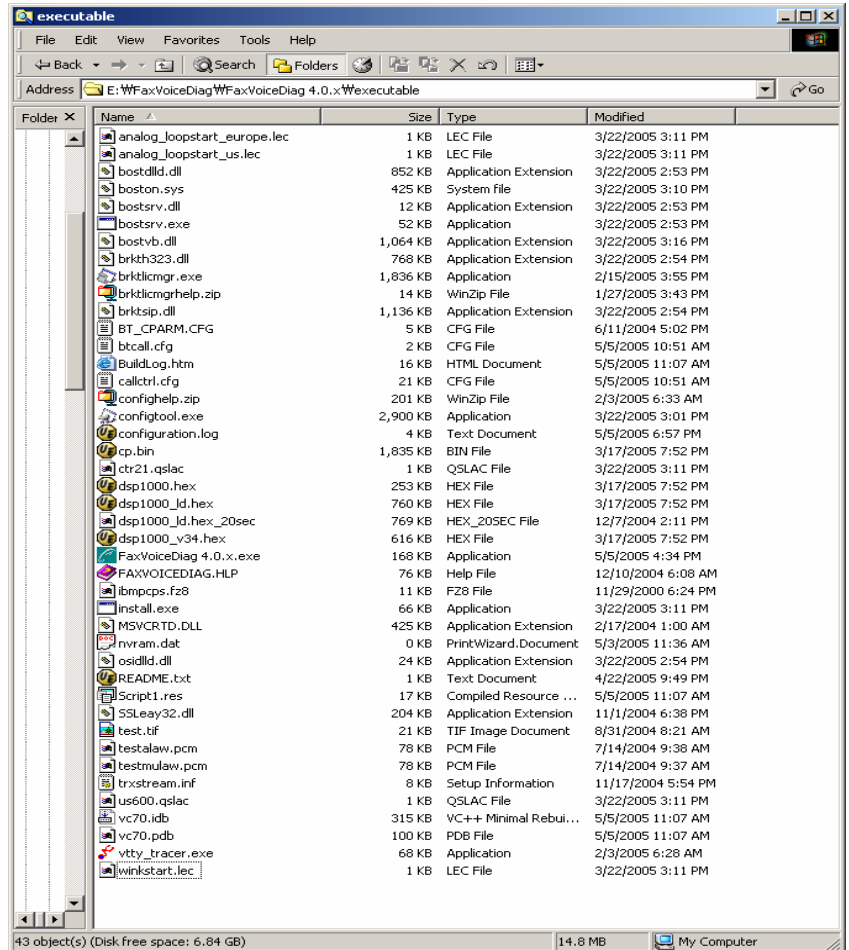 executable
File Edit View Favorites Tools Help
Back Search Folders
Address E:₩FaxVoiceDiag₩FaxVoiceDiag 4.0.x₩executable Go
Folder Name Size Type Modified
analog_loopstart_europe.lec 1 KB LEC File 3/22/2005 3:11 PM
analog_loopstart_us.lec 1 KB LEC File 3/22/2005 3:11 PM
bostdlld.dll 852 KB Application Extension 3/22/2005 2:53 PM
boston.sys 425 KB System file 3/22/2005 3:10 PM
bostsrv.dll 12 KB Application Extension 3/22/2005 2:53 PM
bostsrv.exe 52 KB Application 3/22/2005 2:53 PM
bostvb.dll 1,064 KB Application Extension 3/22/2005 3:16 PM
brkth323.dll 768 KB Application Extension 3/22/2005 2:54 PM
brktlicmgr.exe 1,836 KB Application 2/15/2005 3:55 PM
brktlicmgrhelp.zip 14 KB WinZip File 1/27/2005 3:43 PM
brktsip.dll 1,136 KB Application Extension 3/22/2005 2:54 PM
BT_CPARM.CFG 5 KB CFG File 6/11/2004 5:02 PM
btcall.cfg 2 KB CFG File 5/5/2005 10:51 AM
BuildLog.htm 16 KB HTML Document 5/5/2005 11:07 AM
callctrl.cfg 21 KB CFG File 5/5/2005 10:51 AM
confighelp.zip 201 KB WinZip File 2/3/2005 6:33 AM
configtool.exe 2,900 KB Application 3/22/2005 3:01 PM
configuration.log 4 KB Text Document 5/5/2005 6:57 PM
cp.bin 1,835 KB BIN File 3/17/2005 7:52 PM
ctr21.qslac 1 KB QSLAC File 3/22/2005 3:11 PM
dsp1000.hex 253 KB HEX File 3/17/2005 7:52 PM
dsp1000_ld.hex 760 KB HEX File 3/17/2005 7:52 PM
dsp1000_ld.hex_20sec 769 KB HEX_20SEC File 12/7/2004 2:11 PM
dsp1000_v34.hex 616 KB HEX File 3/17/2005 7:52 PM
FaxVoiceDiag 4.0.x.exe 168 KB Application 5/5/2005 4:34 PM
FAXVOICEDIAG.HLP 76 KB Help File 12/10/2004 6:08 AM
ibmpcps.fz8 11 KB FZ8 File 11/29/2000 6:24 PM
install.exe 66 KB Application 3/22/2005 3:11 PM
MSVCRTD.DLL 425 KB Application Extension 2/17/2004 1:00 AM
nvram.dat 0 KB PrintWizard.Document 5/3/2005 11:36 AM
osidlld.dll 24 KB Application Extension 3/22/2005 2:54 PM
README.txt 1 KB Text Document 4/22/2005 9:49 PM
Script1.res 17 KB Compiled Resource ... 5/5/2005 11:07 AM
SSLeay32.dll 204 KB Application Extension 11/1/2004 6:38 PM
test.tif 21 KB TIF Image Document 8/31/2004 8:21 AM
testalaw.pcm 78 KB PCM File 7/14/2004 9:38 AM
testmulaw.pcm 78 KB PCM File 7/14/2004 9:37 AM
trxstream.inf 8 KB Setup Information 11/17/2004 5:54 PM
us600.qslac 1 KB QSLAC File 3/22/2005 3:11 PM
vc70.idb 315 KB VC++ Minimal Rebui... 5/5/2005 11:07 AM
vc70.pdb 100 KB PDB File 5/5/2005 11:07 AM
vtty_tracer.exe 68 KB Application 2/3/2005 6:28 AM
winkstart.lec 1 KB LEC File 3/22/2005 3:11 PM
43 object(s) (Disk free space: 6.84 GB) 14.8 MB My Computer